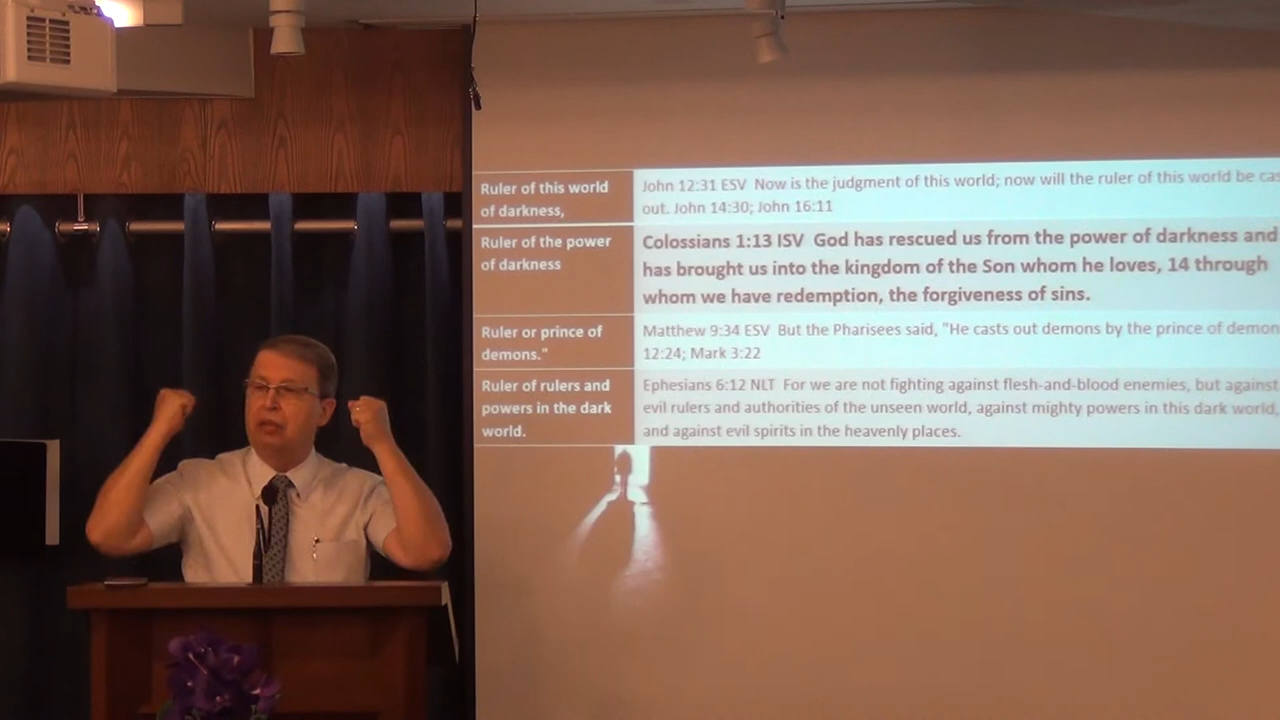 Ruler of this world
of darkness,
John 12:31 ESV Now is the judgment of this world; now will the ruler of this world be cas
out. John 14:30; John 16:11
Ruler of the power
of darkness
Colossians 1:13 ISV God has rescued us from the power of darkness and
has brought us into the kingdom of the Son whom he loves, 14 through
whom we have redemption, the forgiveness of sins.
Ruler or prince of
demons."
Matthew 9:34 ESV But the Pharisees said, "He casts out demons by the prince of demon
12:24; Mark 3:22
Ruler of rulers and
powers in the dark
world.
Ephesians 6:12 NLT For we are not fighting against flesh-and-blood enemies, but against
evil rulers and authorities of the unseen world, against mighty powers in this dark world,
and against evil spirits in the heavenly places.